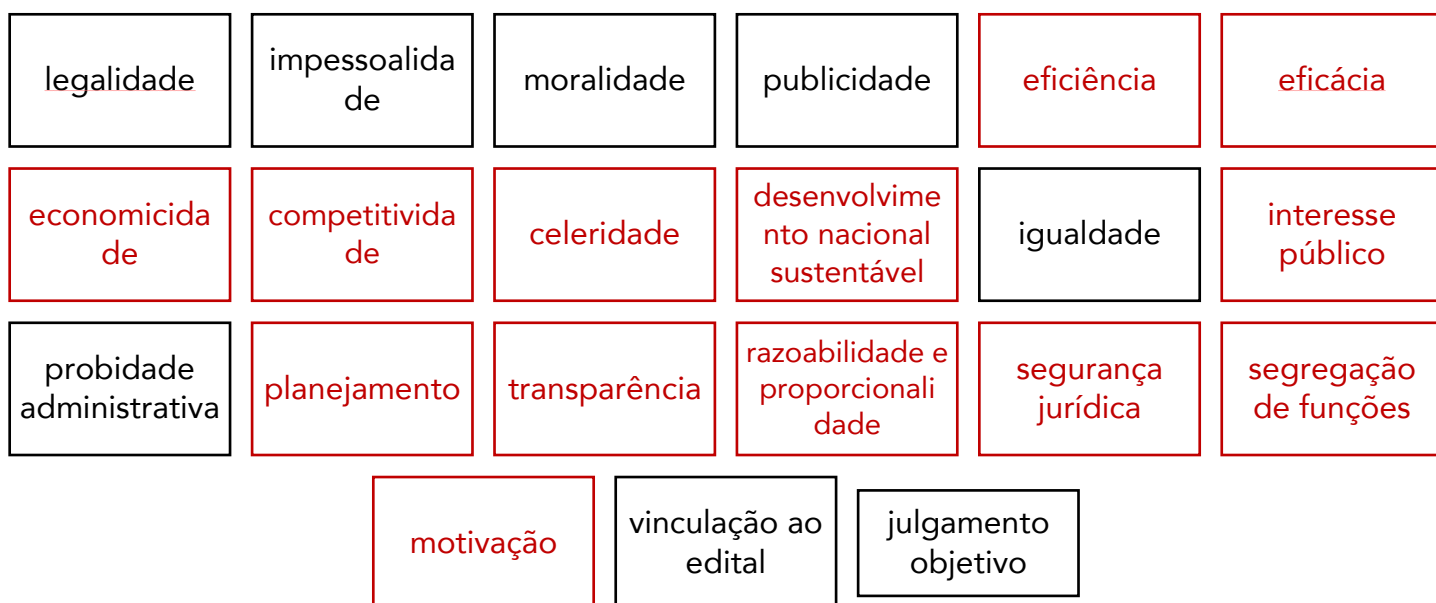 legalidade
impessoalida
de
moralidade
publicidade
eficiência
eficácia
economicida
de
competitivida
de
celeridade
desenvolvime
nto nacional
sustentável
igualdade
interesse
público
probidade
administrativa
planejamento
transparência
razoabilidade e
proporcionali
dade
segurança
jurídica
segregação
de funções
motivação
vinculação ao
edital
julgamento
objetivo